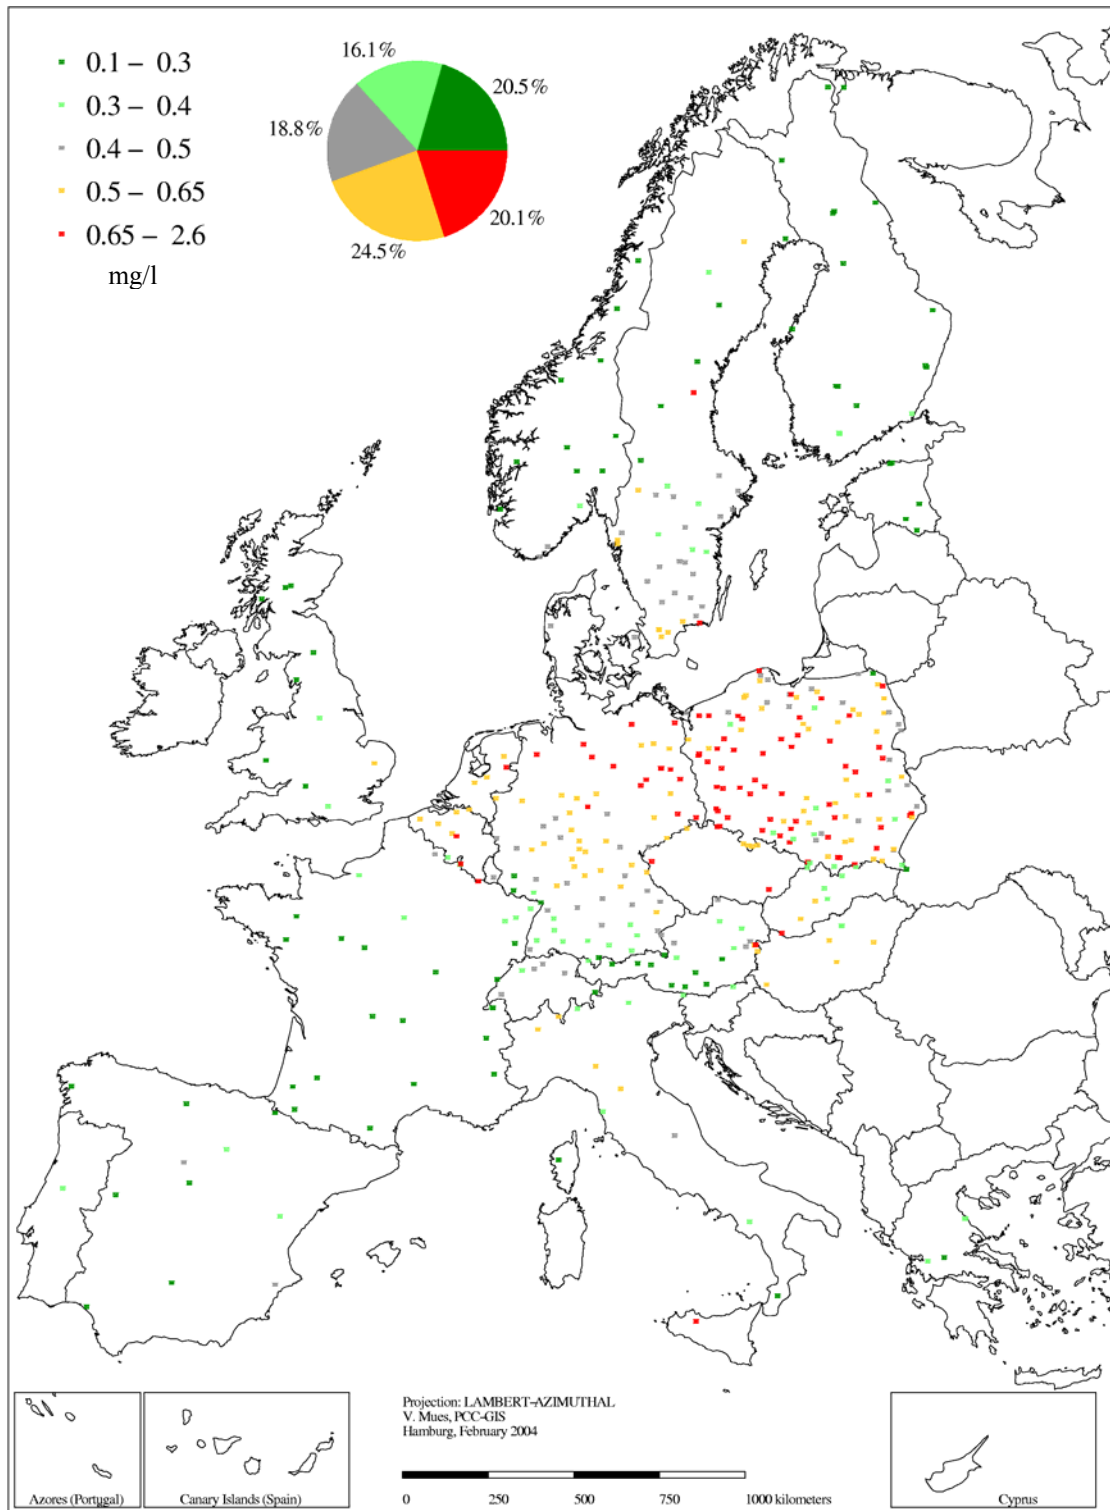 0.1 – 0.3
0.3 – 0.4
0.4 – 0.5
0.5 – 0.65
0.65 – 2.6
mg/l
16.1%
20.5%
18.8%
20.1%
24.5%
Projection: LAMBERT-AZIMUTHAL
V. Mues, PCC-GIS
Hamburg, February 2004
0 250 500 750 1000 kilometers
Azores (Portugal)
Canary Islands (Spain)
Cyprus